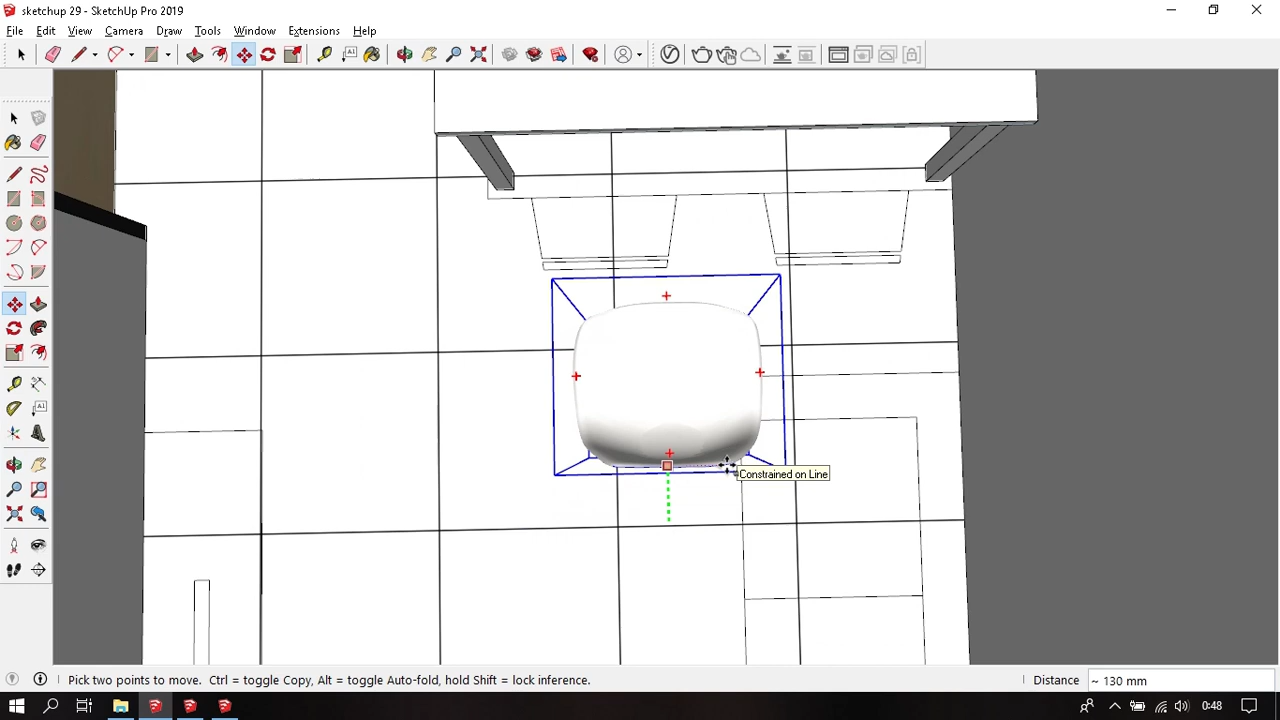 sketchup 29 - SketchUp Pro 2019
File Edit View Camera Draw Tools Window Extensions Help
A1
A1
Constrained on Line
Pick two points to move. Ctrl = toggle Copy, Alt = toggle Auto-fold, hold Shift = lock inference.
Distance ~ 130 mm
0:48